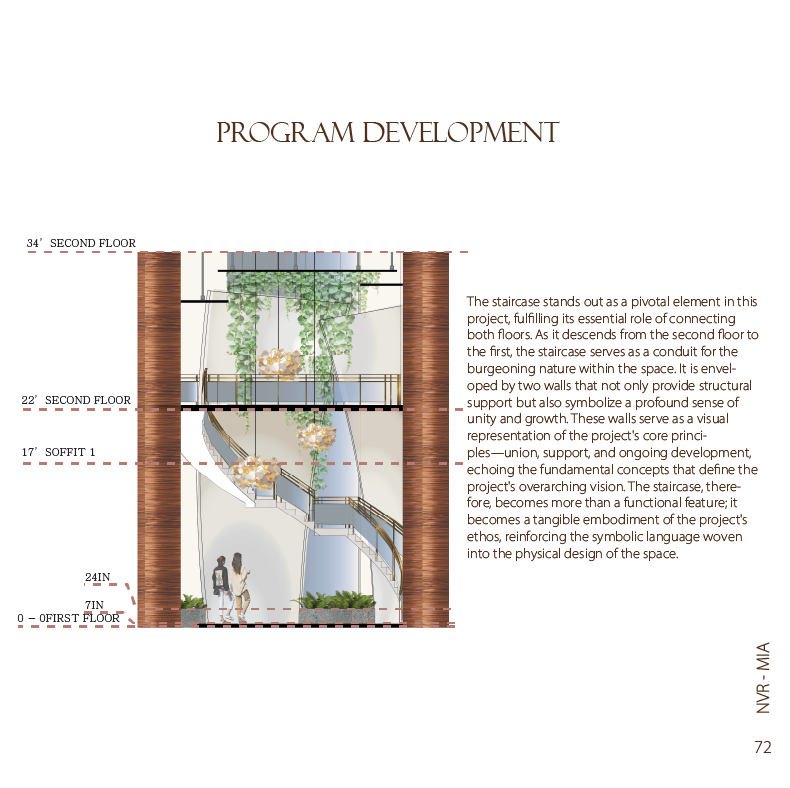 PROGRAM DEVELOPMENT
34' SECOND FLOOR
22' SECOND FLOOR
17' SOFFIT 1
24IN
7IN
0 - 0FIRST FLOOR
The staircase stands out as a pivotal element in this
project, fulfilling its essential role of connecting
both floors. As it descends from the second floor to
the first, the staircase serves as a conduit for the
burgeoning nature within the space. It is envel-
oped by two walls that not only provide structural
support but also symbolize a profound sense of
unity and growth. These walls serve as a visual
representation of the project's core princi-
ples—union, support, and ongoing development,
echoing the fundamental concepts that define the
project's overarching vision. The staircase, there-
fore, becomes more than a functional feature; it
becomes a tangible embodiment of the project's
ethos, reinforcing the symbolic language woven
into the physical design of the space.
NVR - MIA
72